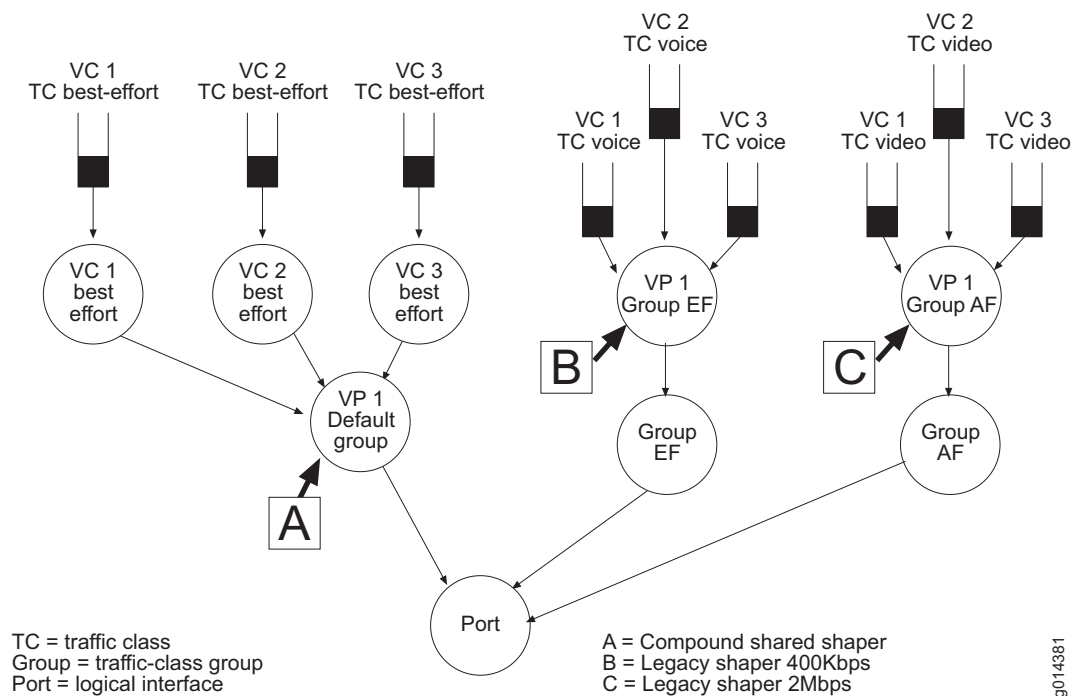 VC 1
TC best-effort
VC 2
TC best-effort
VC 3
TC best-effort
VC 2
TC voice
VC 1
TC voice
VC 3
TC voice
VC 2
TC video
VC 1
TC video
VC 3
TC video
VC 1
best
effort
VC 2
best
effort
VC 3
best
effort
VP 1
Group EF
VP 1
Group AF
B
C
VP 1
Default
group
Group
EF
Group
AF
A
Port
TC = traffic class
Group = traffic-class group
Port = logical interface
A = Compound shared shaper
B = Legacy shaper 400Kbps
C = Legacy shaper 2Mbps
g014381